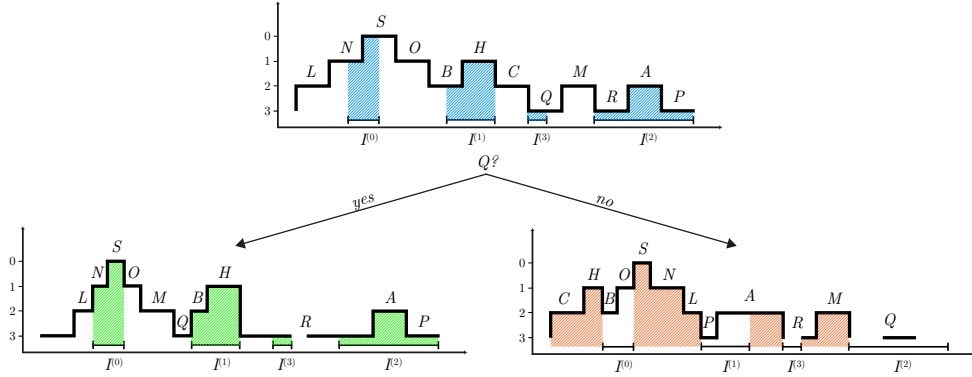 S
N O H
L B C M A
Q R P
0
1
2
3
I^(0) I^(1) I^(3) I^(2)
Q?
yes no
S
N O H
L M B A
Q R P
0
1
2
3
I^(0) I^(1) I^(3) I^(2)
S
H O N
C B L A M
P R Q
0
1
2
3
I^(0) I^(1) I^(3) I^(2)